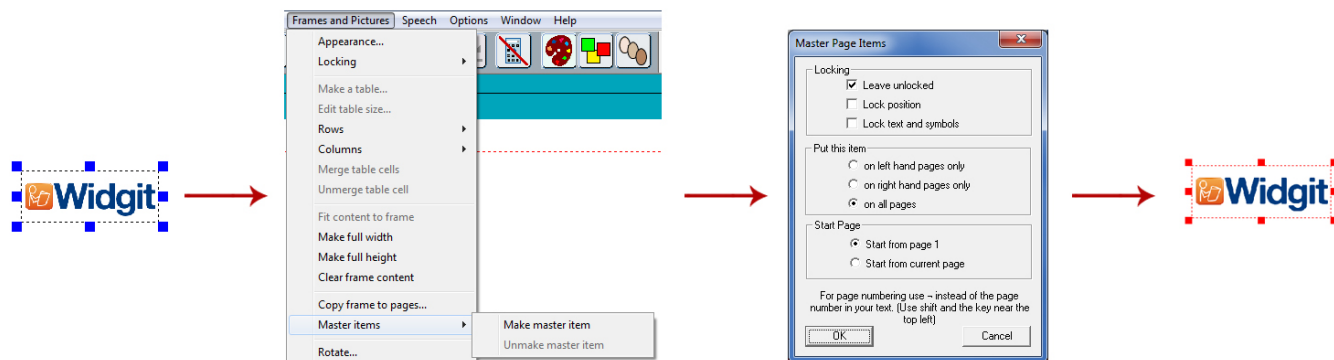 Widgit
Frames and Pictures Speech Options Window Help
Appearance...
Locking
Make a table...
Edit table size...
Rows
Columns
Merge table cells
Unmerge table cell
Fit content to frame
Make full width
Make full height
Clear frame content
Copy frame to pages...
Master items
Make master item
Unmake master item
Rotate...
Master Page Items
Locking
Leave unlocked
Lock position
Lock text and symbols
Put this item
on left hand pages only
on right hand pages only
on all pages
Start Page
Start from page 1
Start from current page
For page numbering use ~ instead of the page
number in your text. (Use shift and the key near the
top left)
OK Cancel
Widgit